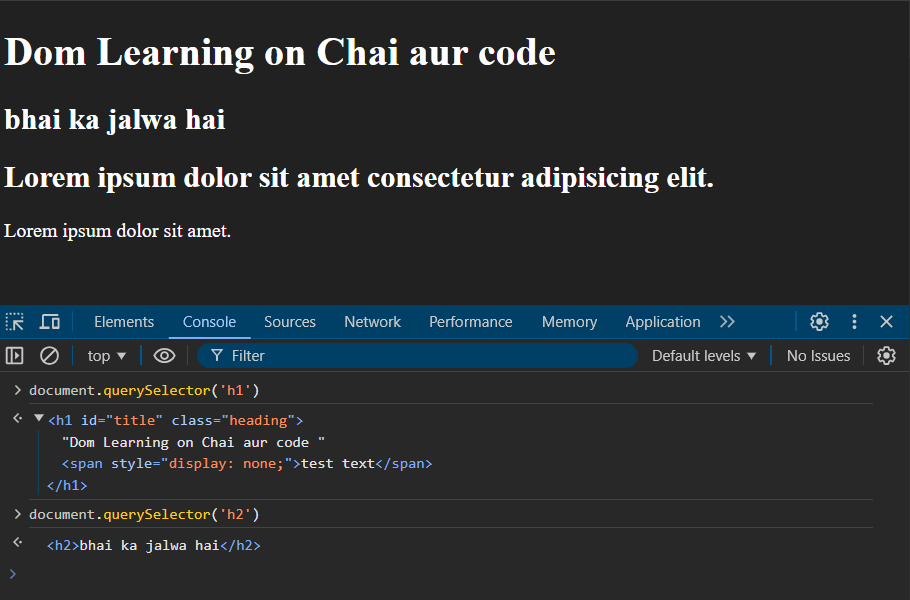 Dom Learning on Chai aur code
bhai ka jalwa hai
Lorem ipsum dolor sit amet consectetur adipisicing elit.
Lorem ipsum dolor sit amet.
Elements Console Sources Network Performance Memory Application
top Filter Default levels No Issues
document.querySelector('h1')
<h1 id="title" class="heading">
"Dom Learning on Chai aur code "
<span style="display: none;">test text</span>
</h1>
document.querySelector('h2')
<h2>bhai ka jalwa hai</h2>